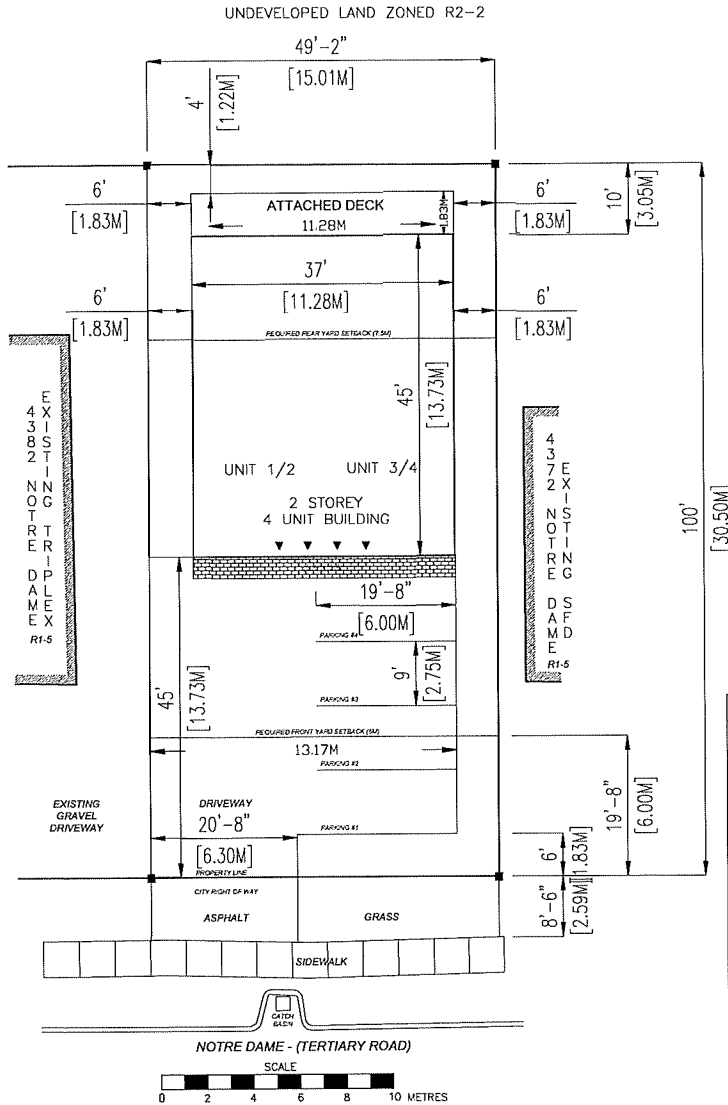 UNDEVELOPED LAND ZONED R2-2
49'-2"
[15.01M]
4'
[1.22M]
6'
[1.83M]
ATTACHED DECK
11.28M
1.83M
6'
[1.83M]
10'
[3.05M]
37'
[11.28M]
6'
[1.83M]
6'
[1.83M]
REQUIRED REAR YARD SETBACK (7.5M)
45'
[13.73M]
EXISTING TRIPLEX
4382 NOTRE DAME
R1-5
UNIT 1/2 UNIT 3/4
2 STOREY
4 UNIT BUILDING
EXISTING SFD
4372 NOTRE DAME
R1-5
100'
[30.50M]
19'-8"
[6.00M]
PARKING #4
9'
[2.75M]
PARKING #3
45'
[13.73M]
REQUIRED FRONT YARD SETBACK (6M)
13.17M
PARKING #2
19'-8"
[6.00M]
EXISTING
GRAVEL
DRIVEWAY
DRIVEWAY
20'-8"
[6.30M]
PARKING #1
6'
[1.83M]
PROPERTY LINE
CITY RIGHT OF WAY
8'-6"
[2.59M]
ASPHALT GRASS
SIDEWALK
CATCH
BASIN
NOTRE DAME - (TERTIARY ROAD)
SCALE
0 2 4 6 8 10 METRES